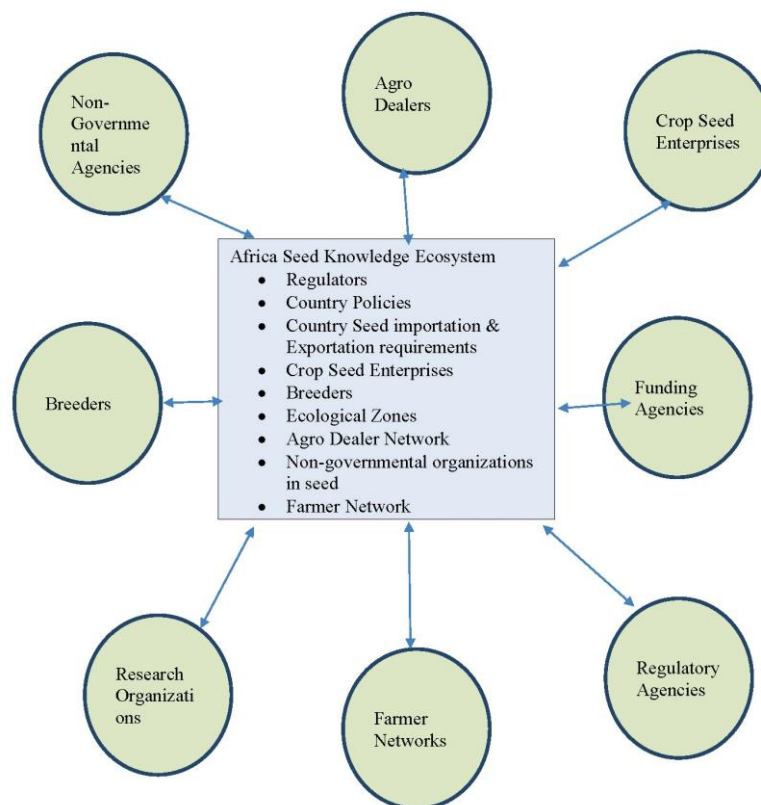 Non-
Governme
ntal
Agencies
Agro
Dealers
Crop Seed
Enterprises
Africa Seed Knowledge Ecosystem
• Regulators
• Country Policies
• Country Seed importation &
Exportation requirements
• Crop Seed Enterprises
• Breeders
• Ecological Zones
• Agro Dealer Network
• Non-governmental organizations
in seed
• Farmer Network
Breeders
Funding
Agencies
Research
Organizati
ons
Farmer
Networks
Regulatory
Agencies